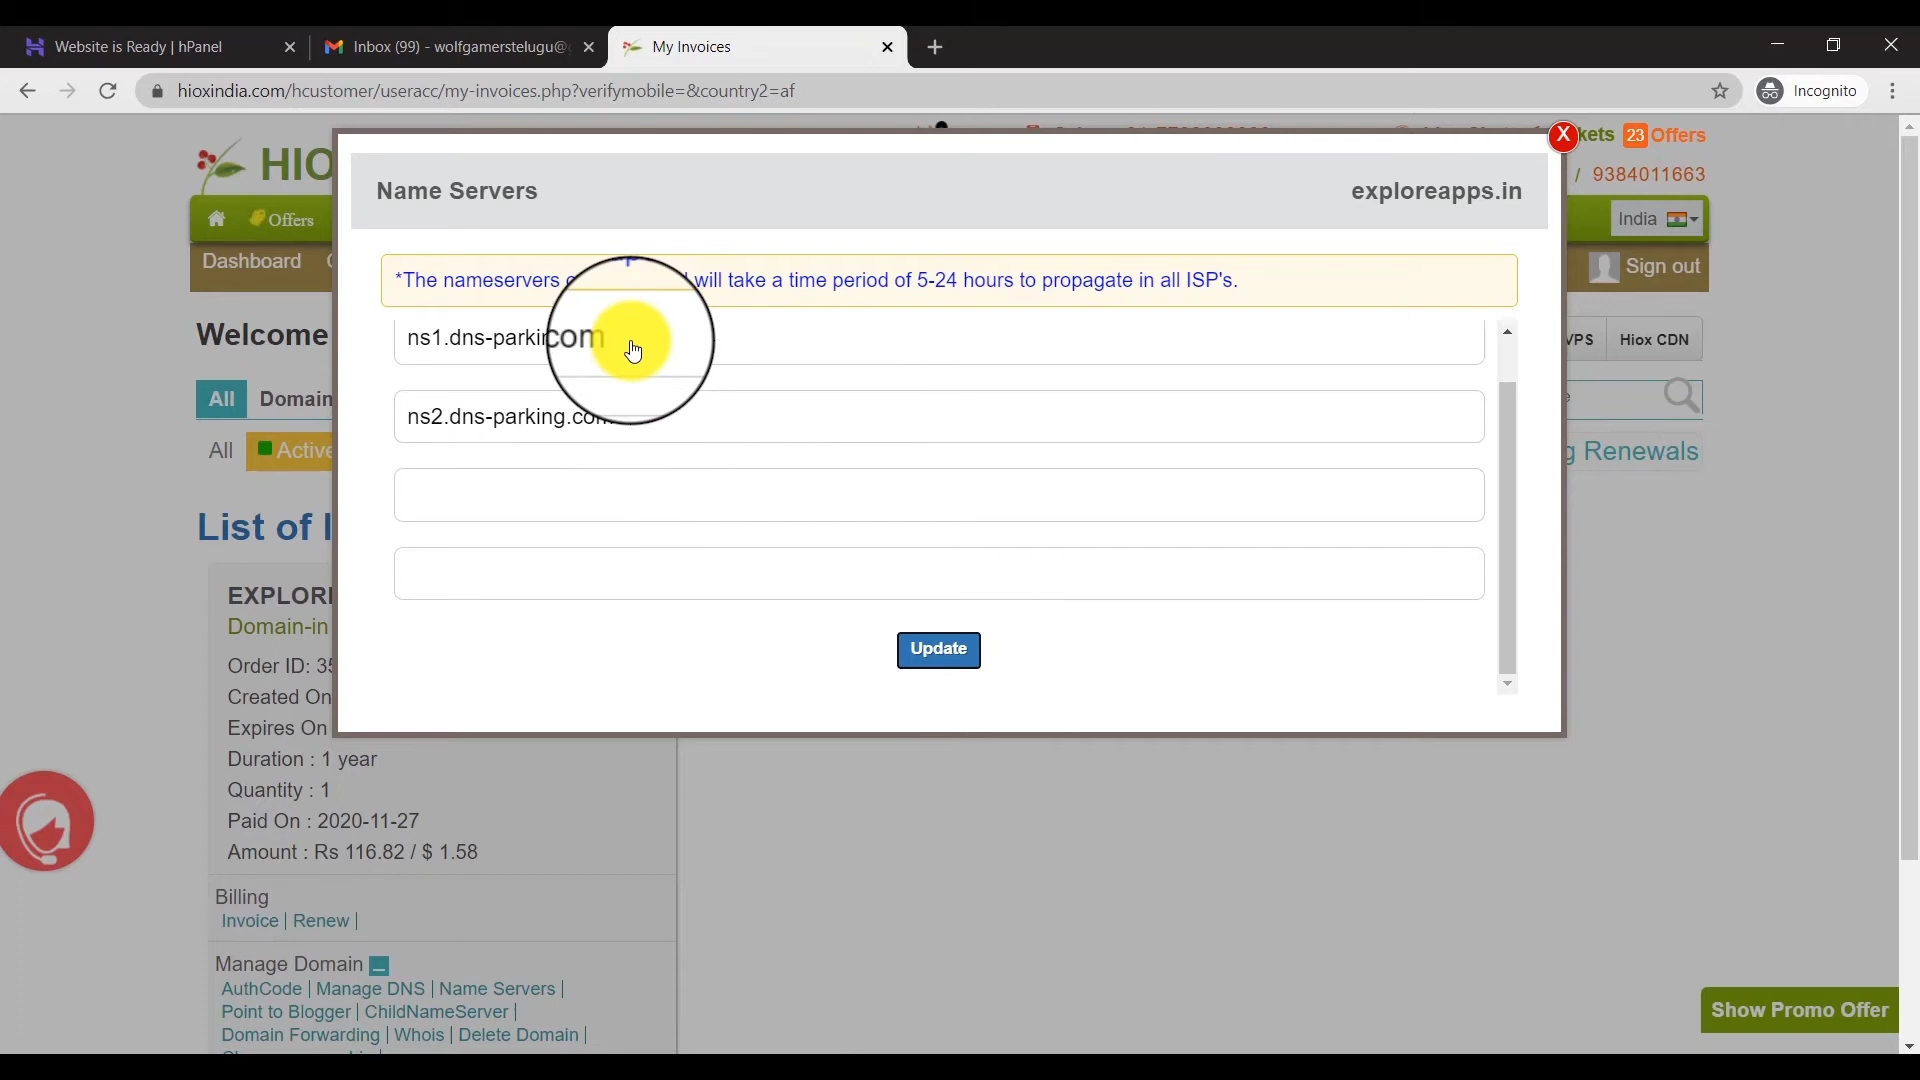 Website is Ready | hPanel
Inbox (99) - wolfgamerstelugu@
My Invoices
hioxindia.com/hcustomer/useracc/my-invoices.php?verifymobile=&country2=af
Incognito
HIO
X
kets 23 Offers
/ 9384011663
Offers
India
Dashboard
Sign out
Name Servers
exploreapps.in
*The nameservers will take a time period of 5-24 hours to propagate in all ISP's.
Welcome
ns1.dns-parkin com
VPS
Hiox CDN
All
Domain
ns2.dns-parking.com
All
Active
g Renewals
List of I
EXPLORE
Domain-in
Order ID: 35
Created On
Expires On
Update
Duration : 1 year
Quantity : 1
Paid On : 2020-11-27
Amount : Rs 116.82 / $ 1.58
Billing
Invoice | Renew |
Manage Domain
AuthCode | Manage DNS | Name Servers |
Point to Blogger | ChildNameServer |
Domain Forwarding | Whois | Delete Domain |
Show Promo Offer